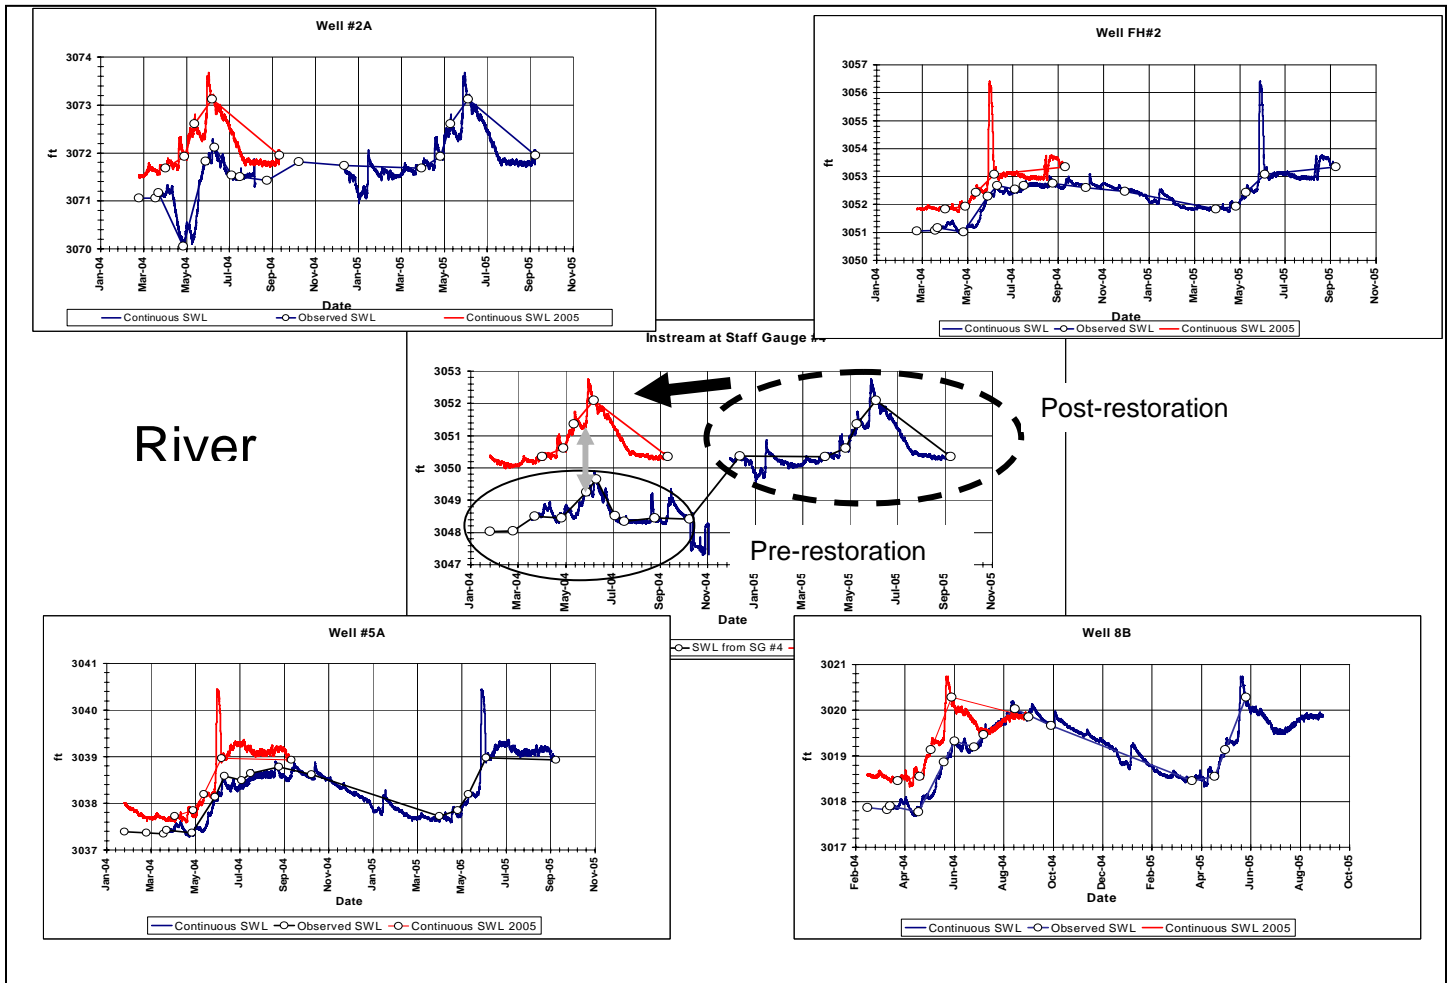 Well #2A
3074
3073
3072
3071
3070
ft
Jan-04
Mar-04
May-04
Jul-04
Sep-04
Nov-04
Jan-05
Mar-05
May-05
Jul-05
Sep-05
Nov-05
Date
Continuous SWL Observed SWL Continuous SWL 2005
Well FH#2
3057
3056
3055
3054
3053
3052
3051
3050
ft
Jan-04
Mar-04
May-04
Jul-04
Sep-04
Nov-04
Jan-05
Mar-05
May-05
Jul-05
Sep-05
Nov-05
Date
Continuous SWL Observed SWL Continuous SWL 2005
River
Instream at Staff Gauge #4
3053
3052
3051
3050
3049
3048
3047
ft
Jan-04
Mar-04
May-04
Jul-04
Sep-04
Nov-04
Jan-05
Mar-05
May-05
Jul-05
Sep-05
Nov-05
Date
SWL from SG #4
Post-restoration
Pre-restoration
Well #5A
3041
3040
3039
3038
3037
ft
Jan-04
Mar-04
May-04
Jul-04
Sep-04
Nov-04
Jan-05
Mar-05
May-05
Jul-05
Sep-05
Nov-05
Date
Continuous SWL Observed SWL Continuous SWL 2005
Well 8B
3021
3020
3019
3018
3017
ft
Feb-04
Apr-04
Jun-04
Aug-04
Oct-04
Dec-04
Feb-05
Apr-05
Jun-05
Aug-05
Oct-05
Date
Continuous SWL Observed SWL Continuous SWL 2005